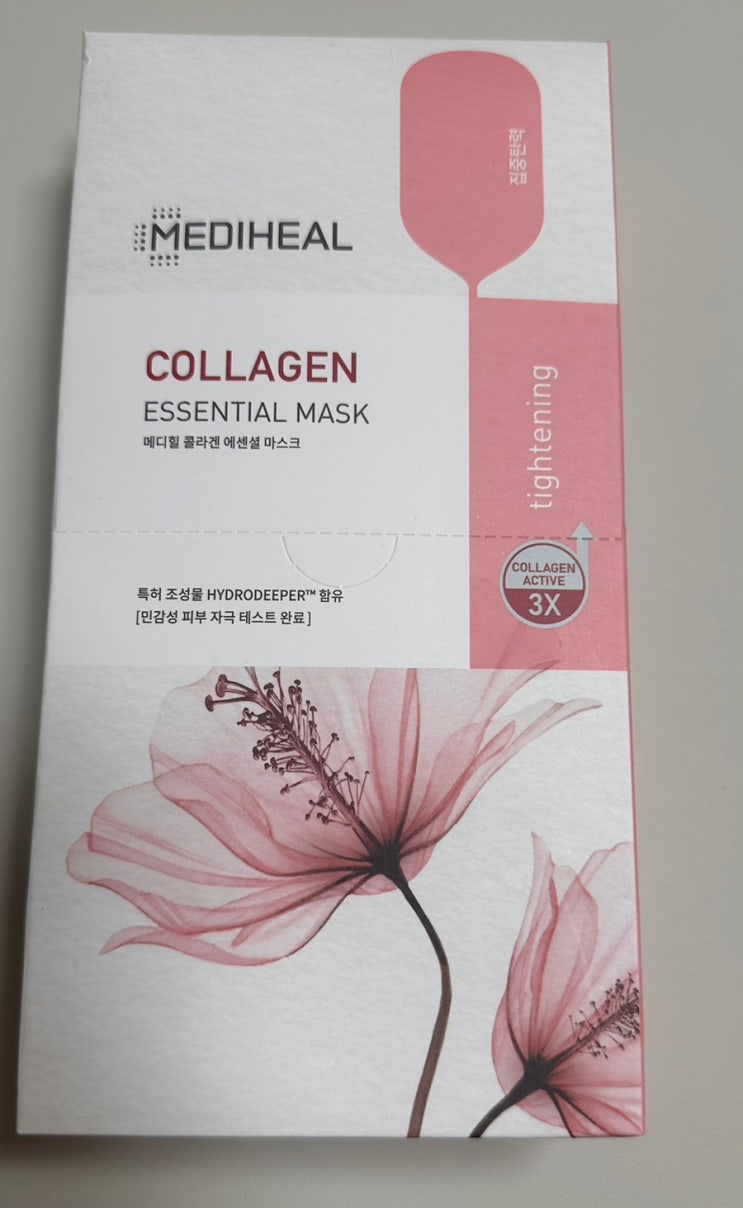 집중탄력
MEDIHEAL
COLLAGEN
ESSENTIAL MASK
메디힐 콜라겐 에센셜 마스크
tightening
특허 조성물 HYDRODEEPER™ 함유
[민감성 피부 자극 테스트 완료]
COLLAGEN
ACTIVE
3X